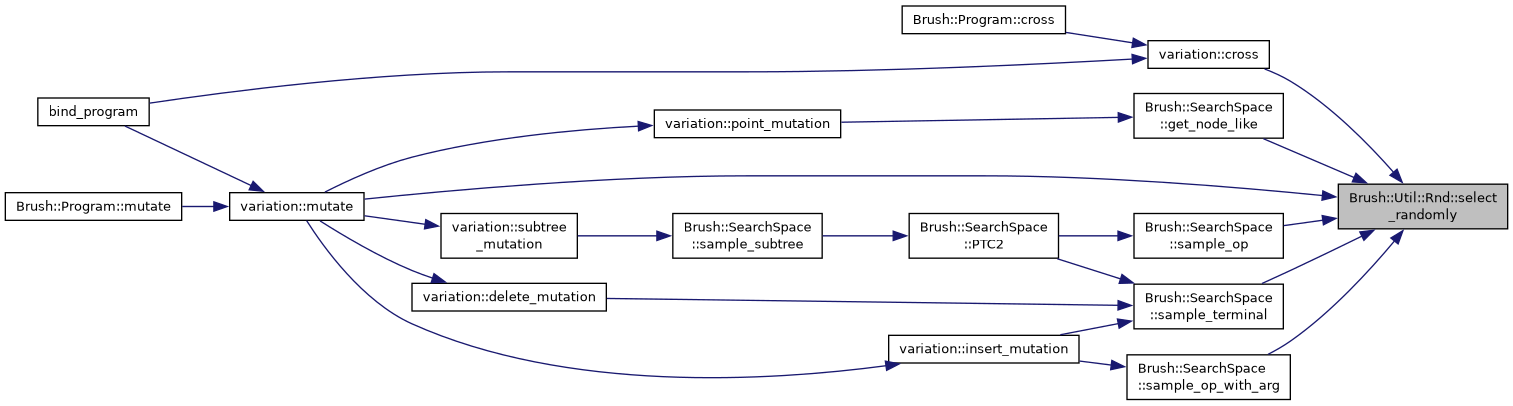 Brush::Program::cross
variation::cross
bind_program
Brush::SearchSpace
::get_node_like
variation::point_mutation
Brush::Util::Rnd::select
_randomly
Brush::Program::mutate
variation::mutate
variation::subtree
_mutation
Brush::SearchSpace
::sample_subtree
Brush::SearchSpace
::PTC2
Brush::SearchSpace
::sample_op
variation::delete_mutation
Brush::SearchSpace
::sample_terminal
variation::insert_mutation
Brush::SearchSpace
::sample_op_with_arg